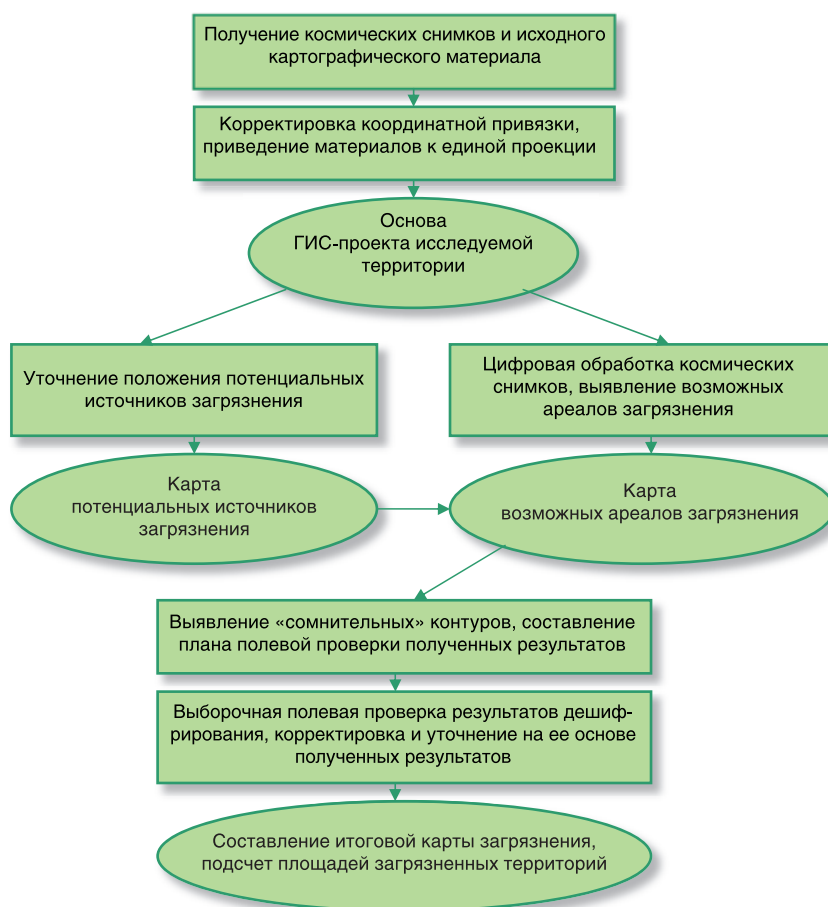 Получение космических снимков и исходного
картографического материала
Корректировка координатной привязки,
приведение материалов к единой проекции
Основа
ГИС-проекта исследуемой
территории
Уточнение положения потенциальных
источников загрязнения
Цифровая обработка космических
снимков, выявление возможных
ареалов загрязнения
Карта
потенциальных источников
загрязнения
Карта
возможных ареалов загрязнения
Выявление «сомнительных» контуров, составление
плана полевой проверки полученных результатов
Выборочная полевая проверка результатов дешиф-
рирования, корректировка и уточнение на ее основе
полученных результатов
Составление итоговой карты загрязнения,
подсчет площадей загрязненных территорий